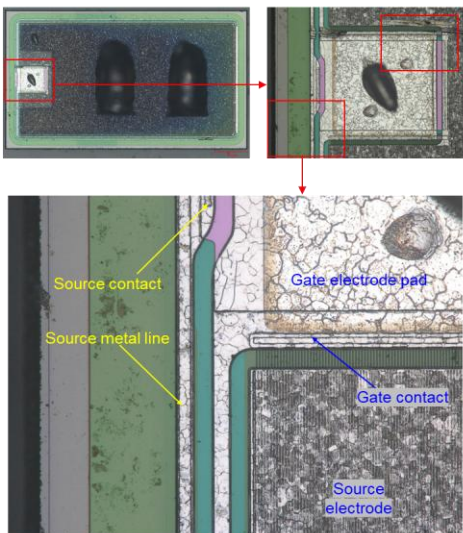 Source contact
Gate electrode pad
Source metal line
Gate contact
Source
electrode